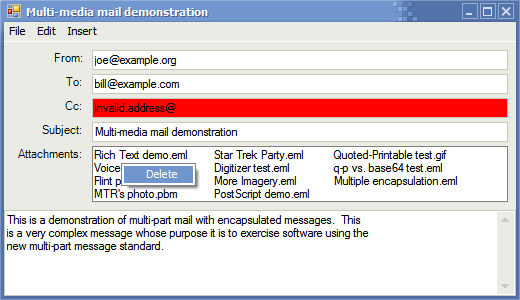 Multi-media mail demonstration
File Edit Insert
From: joe@example.org
To: bill@example.com
Cc: invalid.address@
Subject: Multi-media mail demonstration
Attachments: Rich Text demo.eml Star Trek Party.eml Quoted-Printable test.gif
Voice Digitizer test.eml q-p vs. base64 test.eml
Delete
Flint p More Imagery.eml Multiple encapsulation.eml
MTR's photo.pbm PostScript demo.eml
This is a demonstration of multi-part mail with encapsulated messages. This
is a very complex message whose purpose it is to exercise software using the
new multi-part message standard.